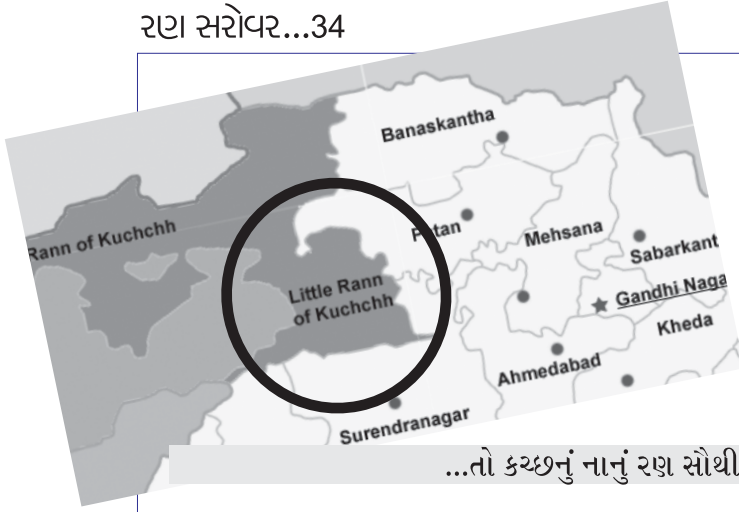 રણ સરોવર...34
Banaskantha
Rann of Kuchchh
Patan
Mehsana
Sabarkant
Little Rann
of Kuchchh
Gandhi Naga
Kheda
Ahmedabad
Surendranagar
...તો કચ્છનું નાનું રણ સૌથી